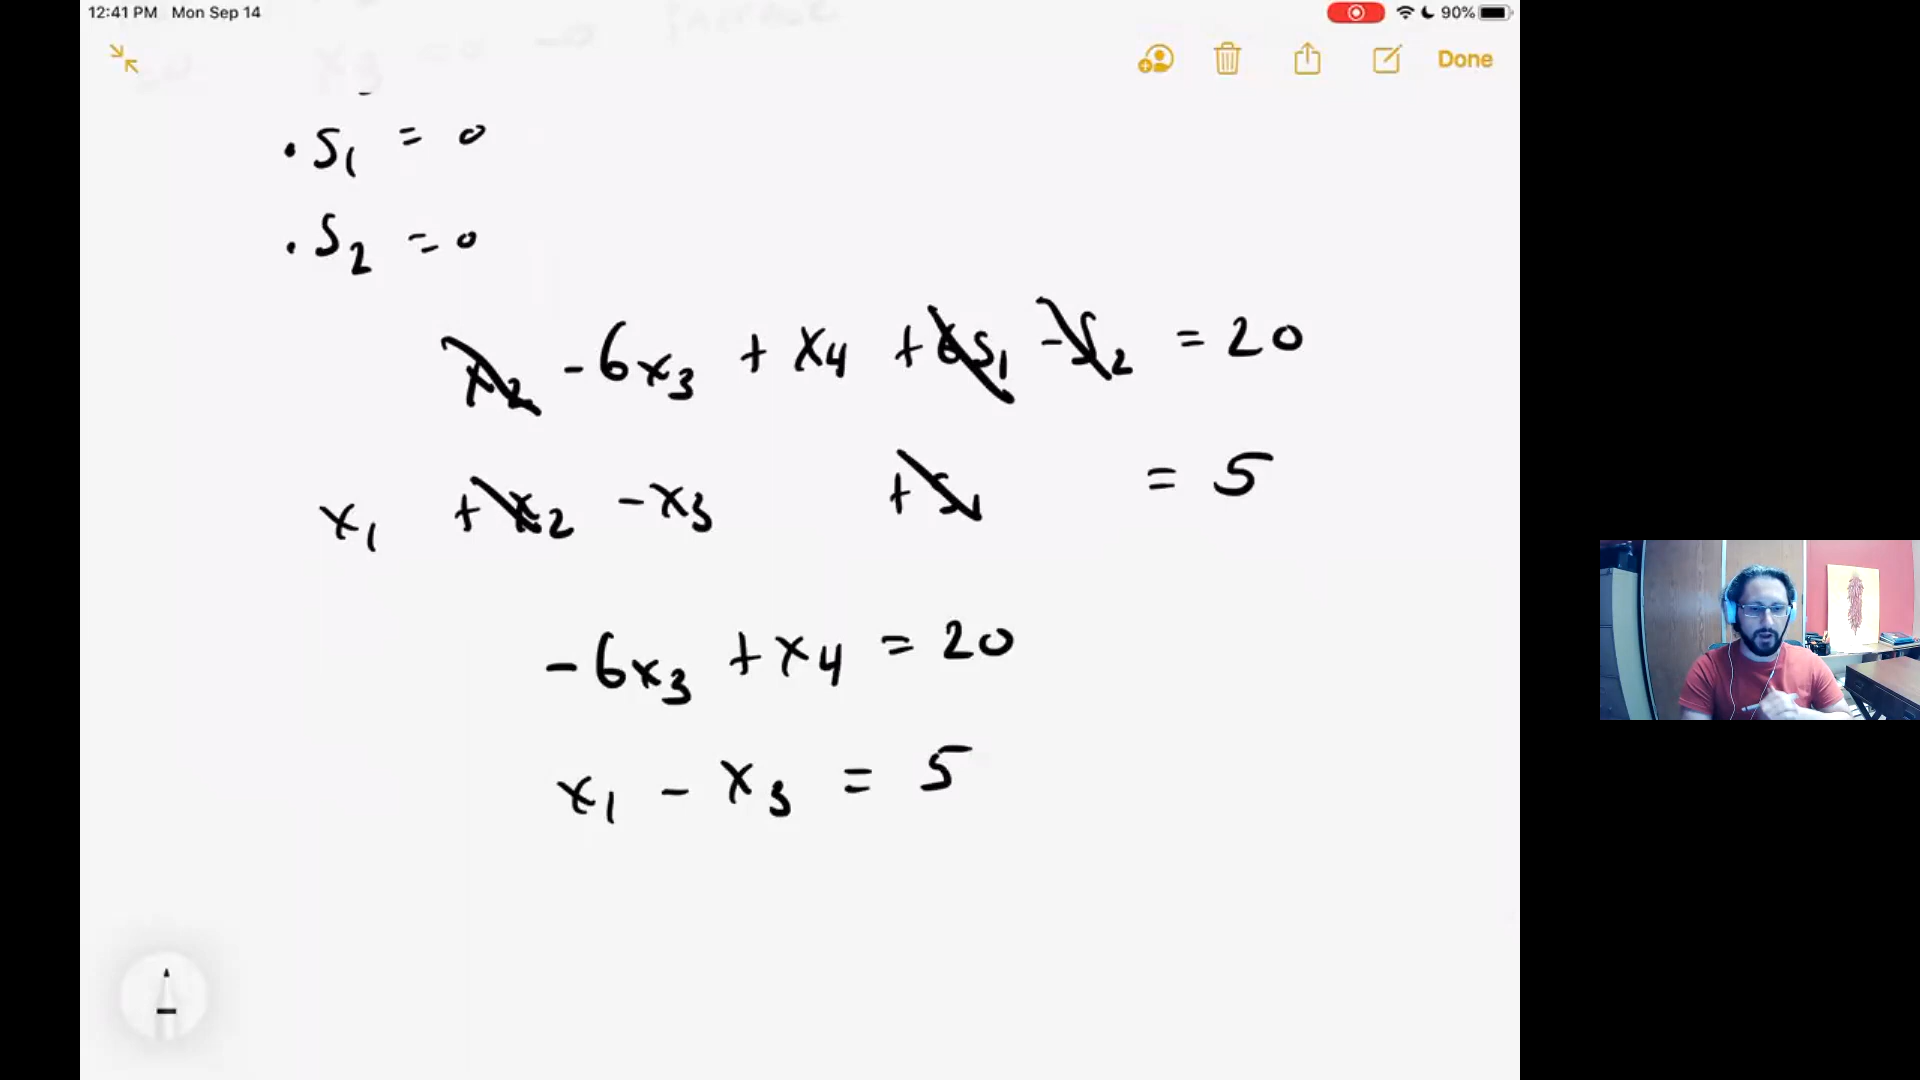 12:41 PM Mon Sep 14 90%
Done
. S1 = 0
. S2 = 0
x2 - 6x3 + x4 + 6s1 - s2 = 20
x1 + x2 - x3 + s1 = 5
- 6x3 + x4 = 20
x1 - x3 = 5